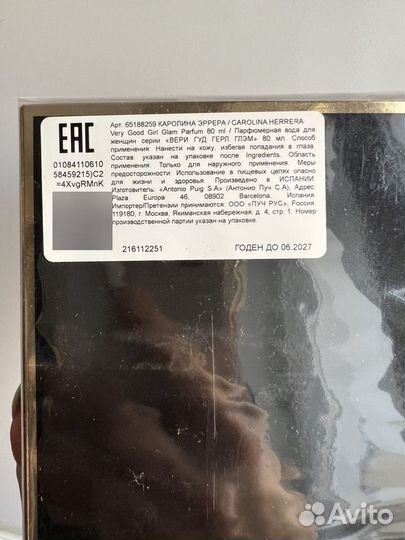 EAC
01084110610
58459215)C2
=4XvgRMnK
Арт. 65188259 КАРОЛИНА ЭРРЕРА / CAROLINA HERRERA
Very Good Girl Glam Parfum 80 ml / Парфюмерная вода для
женщин серии «ВЕРИ ГУД ГЕРЛ ГЛЭМ» 80 мл. Способ
применения: Нанести на кожу, избегая попадания в глаза.
Состав: указан на упаковке после Ingredients. Область
применения: Только для наружного применения. Меры
предосторожности: Использование в пищевых целях опасно
для жизни и здоровья. Произведено в ИСПАНИИ.
Изготовитель: «Antonio Puig S.A» (Антонио Пуч С.А), Адрес
Plaza Europa 46, 08902 Barcelona, Испания
Импортер/Претензии принимаются: ООО «ПУЧ РУС», Россия,
119180, г. Москва, Якиманская набережная, д. 4, стр. 1. Номер
производственной партии указан на упаковке.
216112251
ГОДЕН ДО 06.2027
Avito